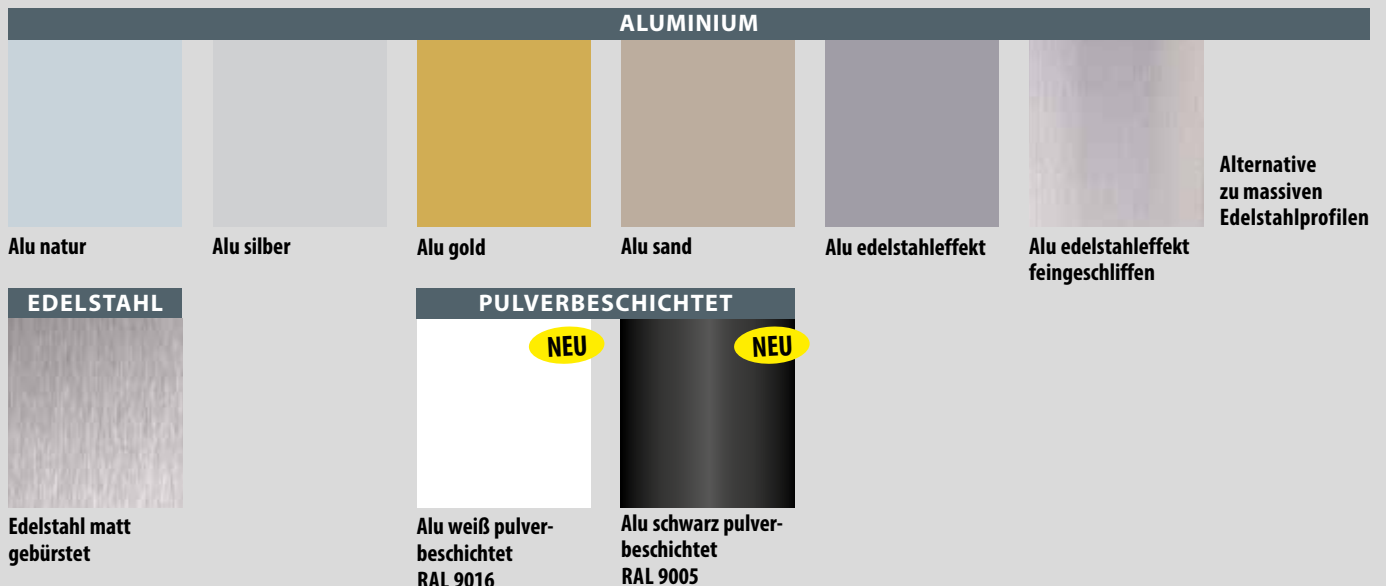 ALUMINIUM
Alu natur
Alu silber
Alu gold
Alu sand
Alu edelstahleffekt
Alu edelstahleffekt
feingeschliffen
Alternative
zu massiven
Edelstahlprofilen
EDELSTAHL
Edelstahl matt
gebürstet
PULVERBESCHICHTET
NEU
Alu weiß pulver-
beschichtet
RAL 9016
NEU
Alu schwarz pulver-
beschichtet
RAL 9005